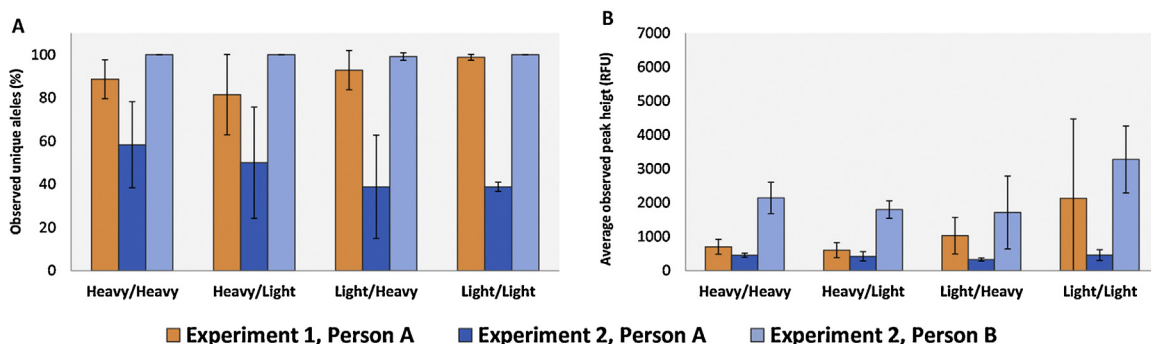 A
Observed unique aleles (%)
100
80
60
40
20
0
Heavy/Heavy Heavy/Light Light/Heavy Light/Light
B
Average observed peak heigt (RFU)
7000
6000
5000
4000
3000
2000
1000
0
Heavy/Heavy Heavy/Light Light/Heavy Light/Light
Experiment 1, Person A Experiment 2, Person A Experiment 2, Person B